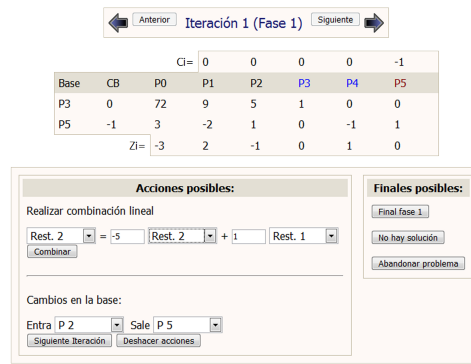 Anterior Iteración 1 (Fase 1) Siguiente
Ci= 0 0 0 0 -1
Base CB P0 P1 P2 P3 P4 P5
P3 0 72 9 5 1 0 0
P5 -1 3 -2 1 0 -1 1
Zi= -3 2 -1 0 1 0
Acciones posibles:
Realizar combinación lineal
Rest. 2 = -5 Rest. 2 + 1 Rest. 1
Combinar
Cambios en la base:
Entra P 2 Sale P 5
Siguiente Iteración Deshacer acciones
Finales posibles:
Final fase 1
No hay solución
Abandonar problema